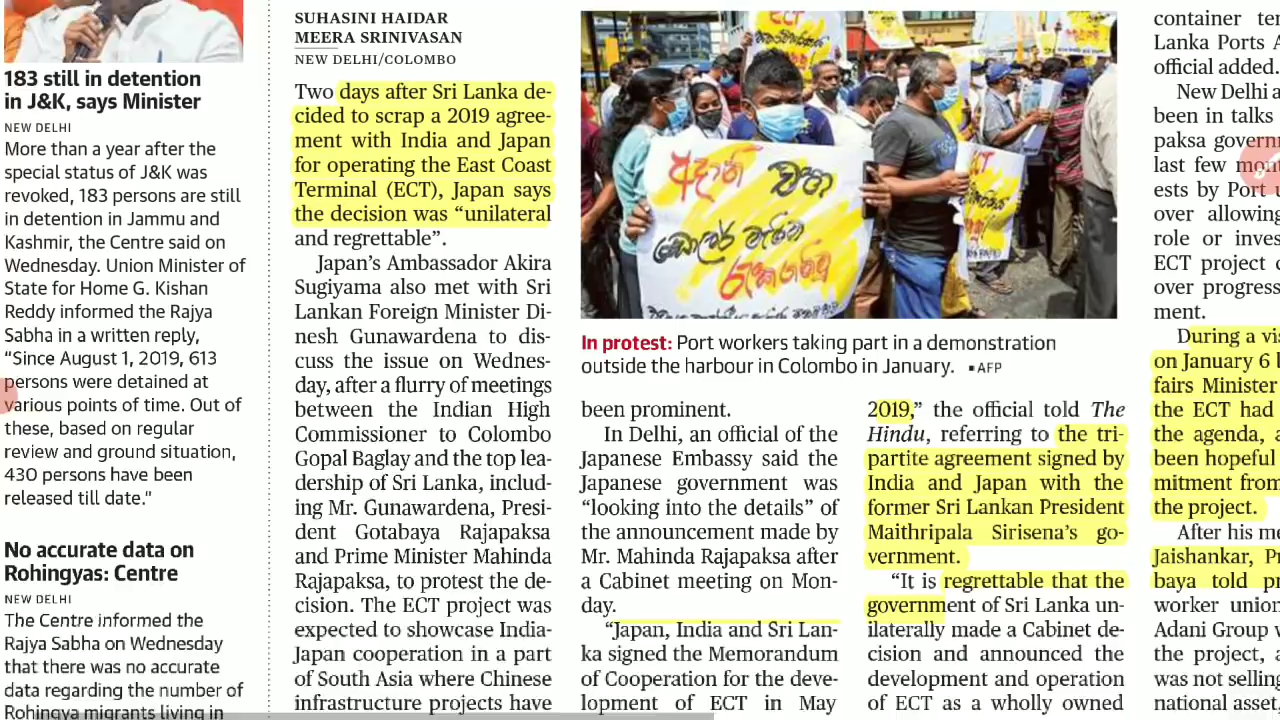 183 still in detention
in J&K, says Minister
NEW DELHI
More than a year after the
special status of J&K was
revoked, 183 persons are still
in detention in Jammu and
Kashmir, the Centre said on
Wednesday. Union Minister of
State for Home G. Kishan
Reddy informed the Rajya
Sabha in a written reply,
“Since August 1, 2019, 613
persons were detained at
various points of time. Out of
these, based on regular
review and ground situation,
430 persons have been
released till date."
No accurate data on
Rohingyas: Centre
NEW DELHI
The Centre informed the
Rajya Sabha on Wednesday
that there was no accurate
data regarding the number of
Rohingya migrants living in
SUHASINI HAIDAR
MEERA SRINIVASAN
NEW DELHI/COLOMBO
Two days after Sri Lanka de-
cided to scrap a 2019 agree-
ment with India and Japan
for operating the East Coast
Terminal (ECT), Japan says
the decision was “unilateral
and regrettable”.
Japan’s Ambassador Akira
Sugiyama also met with Sri
Lankan Foreign Minister Di-
nesh Gunawardena to dis-
cuss the issue on Wednes-
day, after a flurry of meetings
between the Indian High
Commissioner to Colombo
Gopal Baglay and the top lea-
dership of Sri Lanka, includ-
ing Mr. Gunawardena, Presi-
dent Gotabaya Rajapaksa
and Prime Minister Mahinda
Rajapaksa, to protest the de-
cision. The ECT project was
expected to showcase India-
Japan cooperation in a part
of South Asia where Chinese
infrastructure projects have
ECT
අදානි එපා
In protest: Port workers taking part in a demonstration
outside the harbour in Colombo in January. ▪AFP
been prominent.
In Delhi, an official of the
Japanese Embassy said the
Japanese government was
“looking into the details” of
the announcement made by
Mr. Mahinda Rajapaksa after
a Cabinet meeting on Mon-
day.
“Japan, India and Sri Lan-
ka signed the Memorandum
of Cooperation for the deve-
lopment of ECT in May
2019,” the official told The
Hindu, referring to the tri-
partite agreement signed by
India and Japan with the
former Sri Lankan President
Maithripala Sirisena’s go-
vernment.
“It is regrettable that the
government of Sri Lanka un-
ilaterally made a Cabinet de-
cision and announced the
development and operation
of ECT as a wholly owned
container
Lanka Ports
official added.
New Delhi
been in talks
paksa
last few
ests by Port
over allowing
role or
ECT project
over
ment.
During a
on January 6
fairs Minister
the ECT had
the agenda,
been hopeful
mitment from
the project.
After his
Jaishankar,
baya told
worker
Adani Group
the project,
was not
national asset,